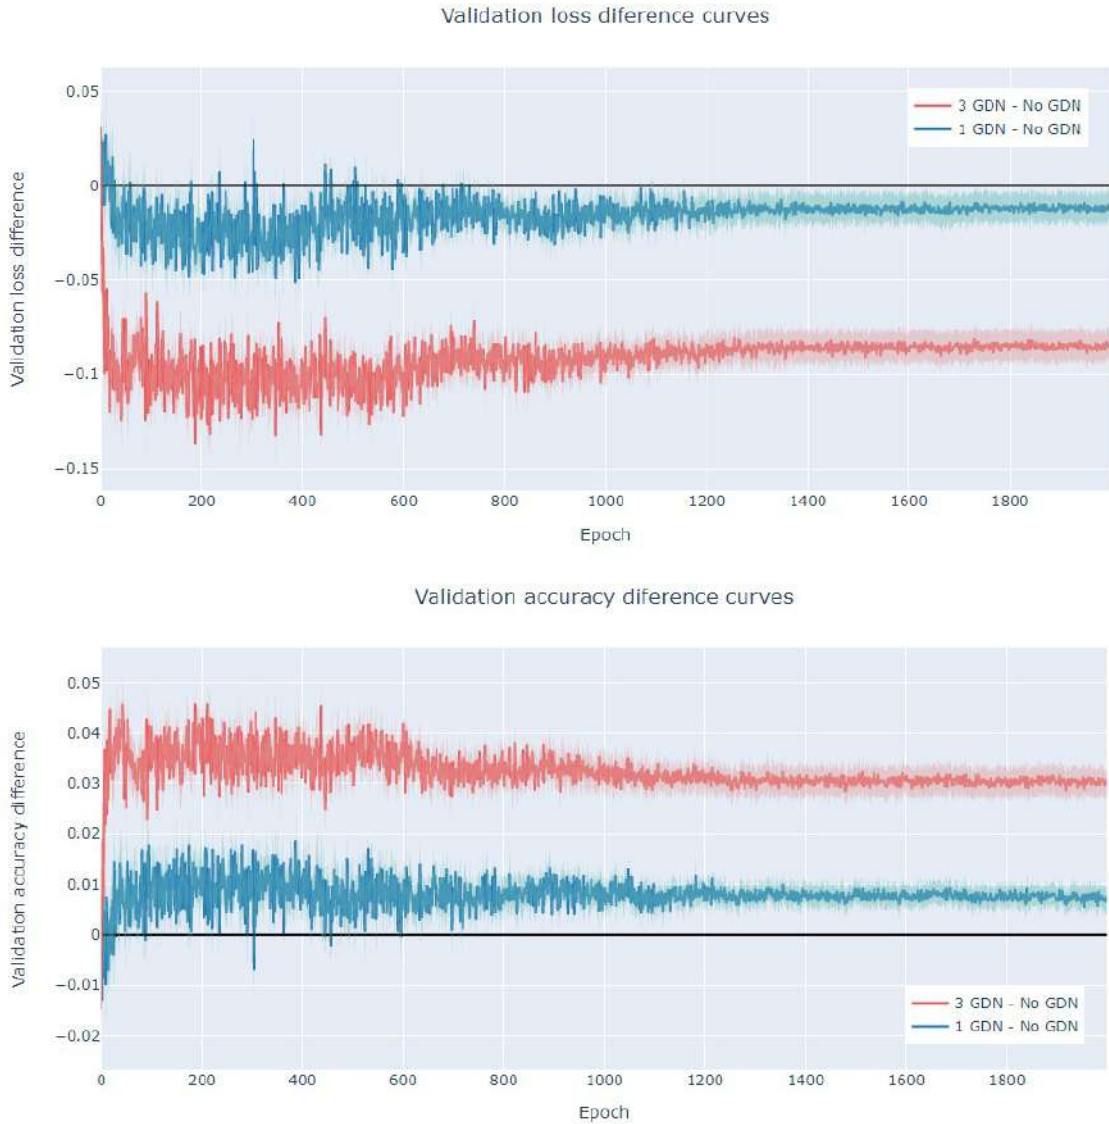 Validation loss diference curves
Validation loss difference
0.05
0
−0.05
−0.1
−0.15
3 GDN - No GDN
1 GDN - No GDN
0 200 400 600 800 1000 1200 1400 1600 1800
Epoch
Validation accuracy diference curves
Validation accuracy difference
0.05
0.04
0.03
0.02
0.01
0
−0.01
−0.02
3 GDN - No GDN
1 GDN - No GDN
0 200 400 600 800 1000 1200 1400 1600 1800
Epoch